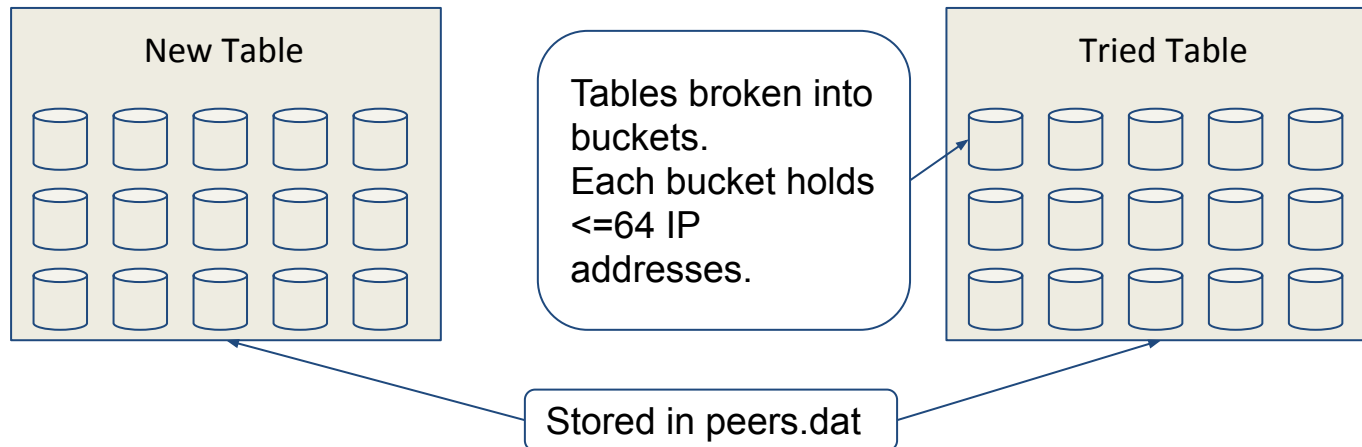 New Table
Tables broken into
buckets.
Each bucket holds
<=64 IP
addresses.
Tried Table
Stored in peers.dat